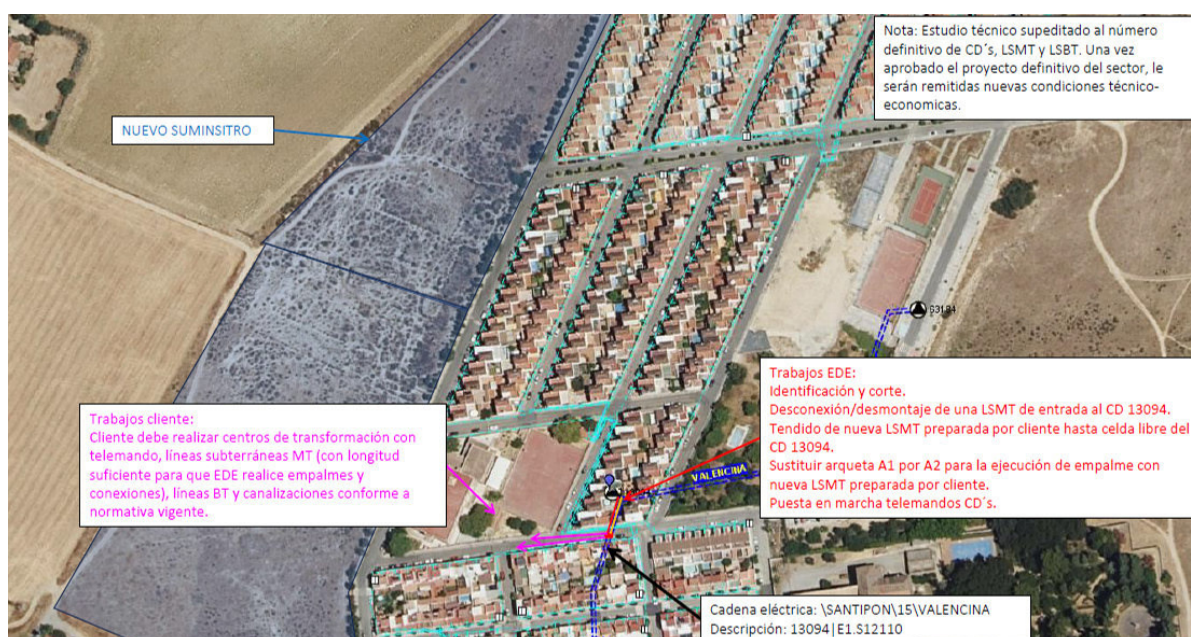 Nota: Estudio técnico supeditado al número
definitivo de CD´s, LSMT y LSBT. Una vez
aprobado el proyecto definitivo del sector, le
serán remitidas nuevas condiciones técnico-
economicas.
NUEVO SUMINSITRO
63184
Trabajos EDE:
Identificación y corte.
Desconexión/desmontaje de una LSMT de entrada al CD 13094.
Tendido de nueva LSMT preparada por cliente hasta celda libre del
CD 13094.
Sustituir arqueta A1 por A2 para la ejecución de empalme con
nueva LSMT preparada por cliente.
Puesta en marcha telemandos CD´s.
Trabajos cliente:
Cliente debe realizar centros de transformación con
telemando, líneas subterráneas MT (con longitud
suficiente para que EDE realice empalmes y
conexiones), líneas BT y canalizaciones conforme a
normativa vigente.
VALENCINA
Cadena eléctrica: \SANTIPON\15\VALENCINA
Descripción: 13094|E1.S12110